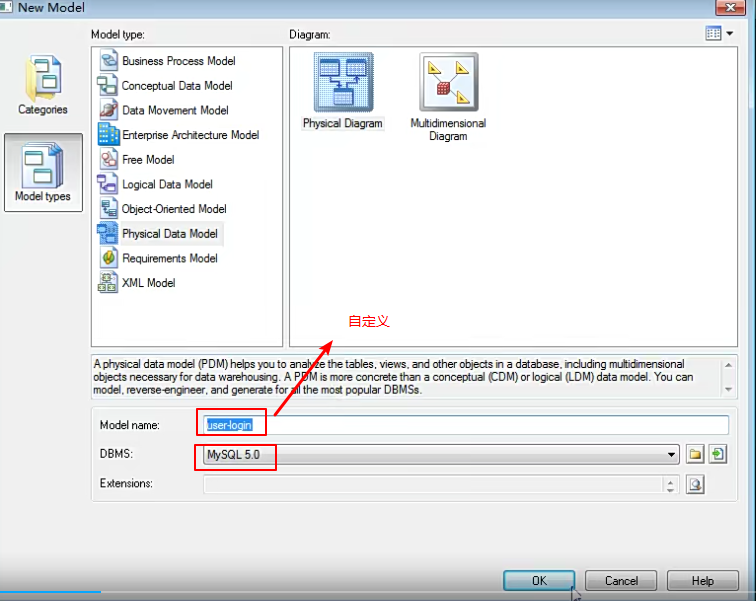 New Model
Model type:
Diagram:
Categories
Model types
Business Process Model
Conceptual Data Model
Data Movement Model
Enterprise Architecture Model
Free Model
Logical Data Model
Object-Oriented Model
Physical Data Model
Requirements Model
XML Model
Physical Diagram
Multidimensional
Diagram
自定义
A physical data model (PDM) helps you to analyze the tables, views, and other objects in a database, including multidimensional
objects necessary for data warehousing. A PDM is more concrete than a conceptual (CDM) or logical (LDM) data model. You can
model, reverse-engineer, and generate for all the most popular DBMSs.
Model name:
user-login
DBMS:
MySQL 5.0
Extensions:
OK
Cancel
Help